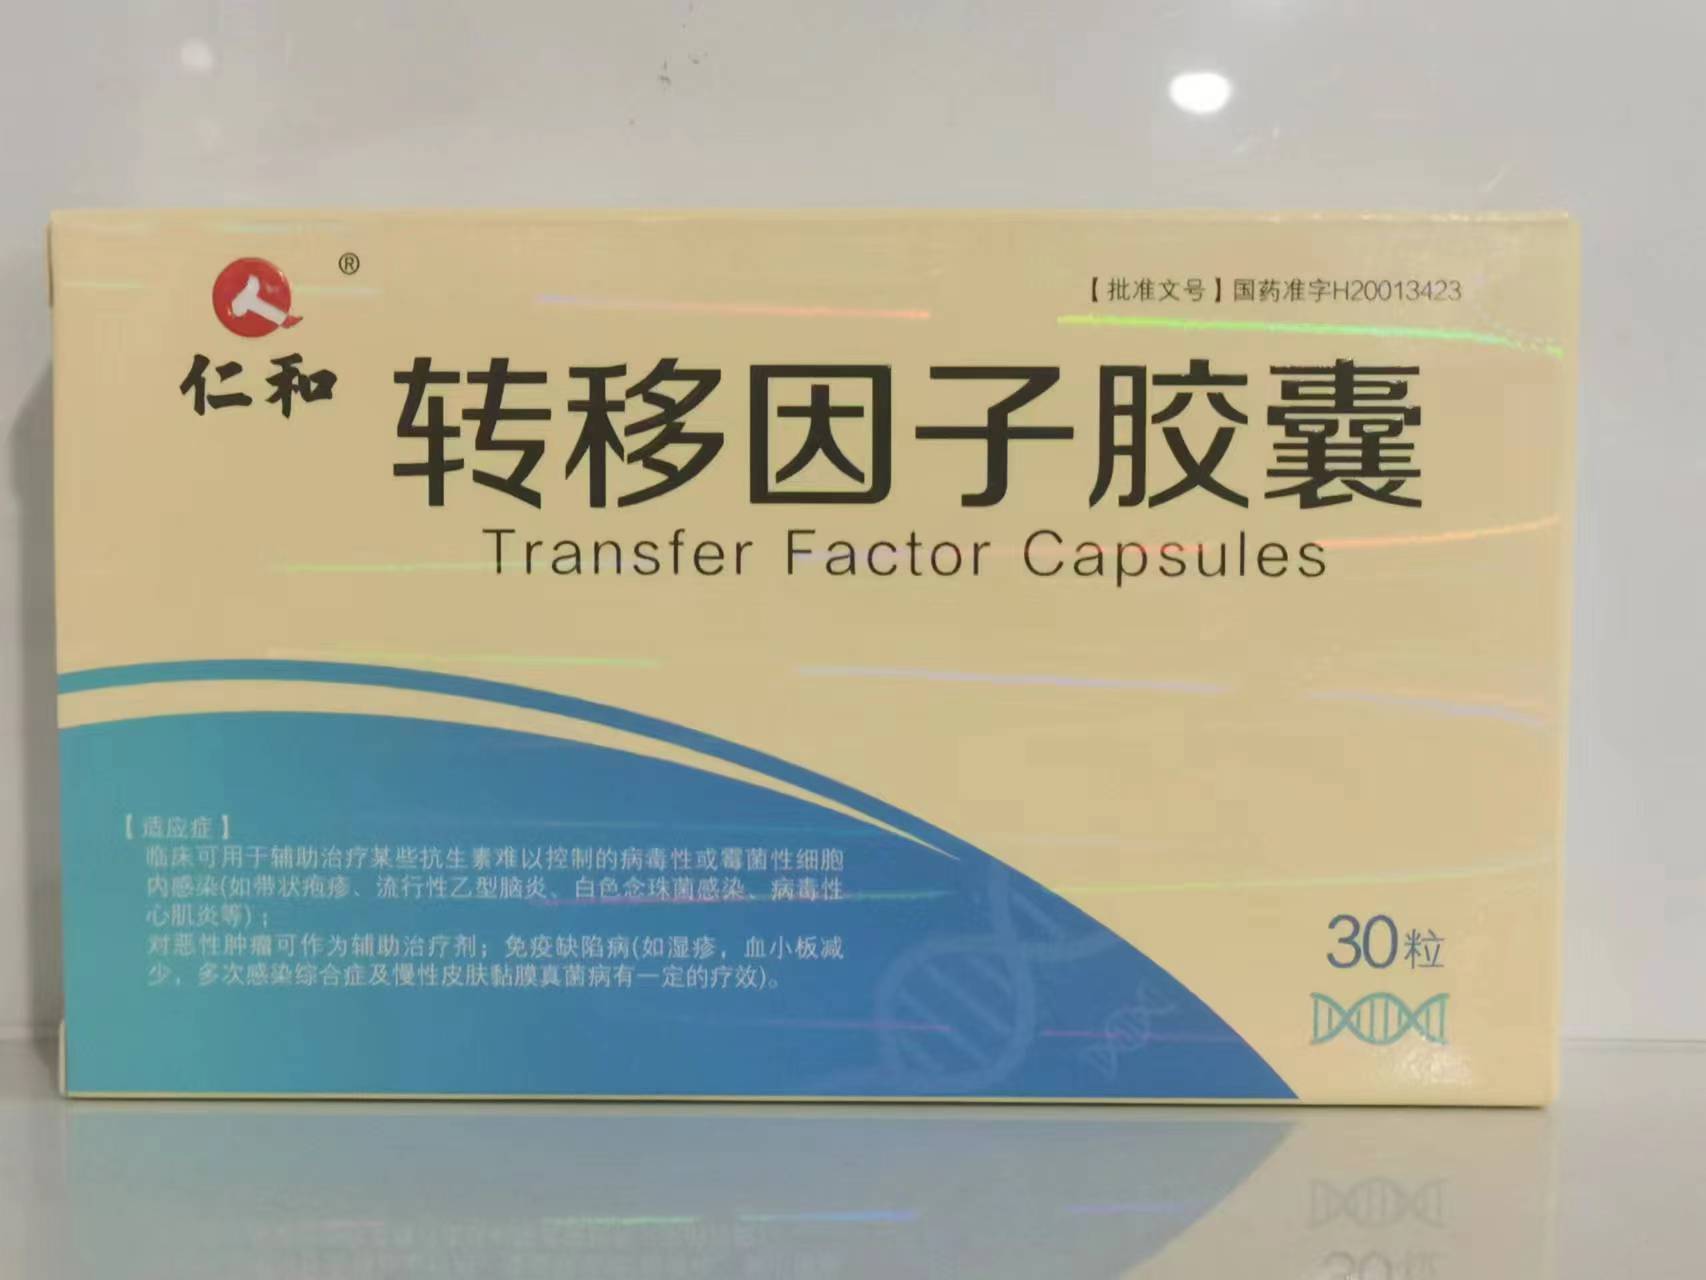 ®
仁和
【批准文号】国药准字H20013423
转移因子胶囊
Transfer Factor Capsules
【适应症】
临床可用于辅助治疗某些抗生素难以控制的病毒性或霉菌性细胞
内感染(如带状疱疹、流行性乙型脑炎、白色念珠菌感染、病毒性
心肌炎等)；
对恶性肿瘤可作为辅助治疗剂；免疫缺陷病(如湿疹，血小板减
少，多次感染综合症及慢性皮肤黏膜真菌病有一定的疗效)。
30粒